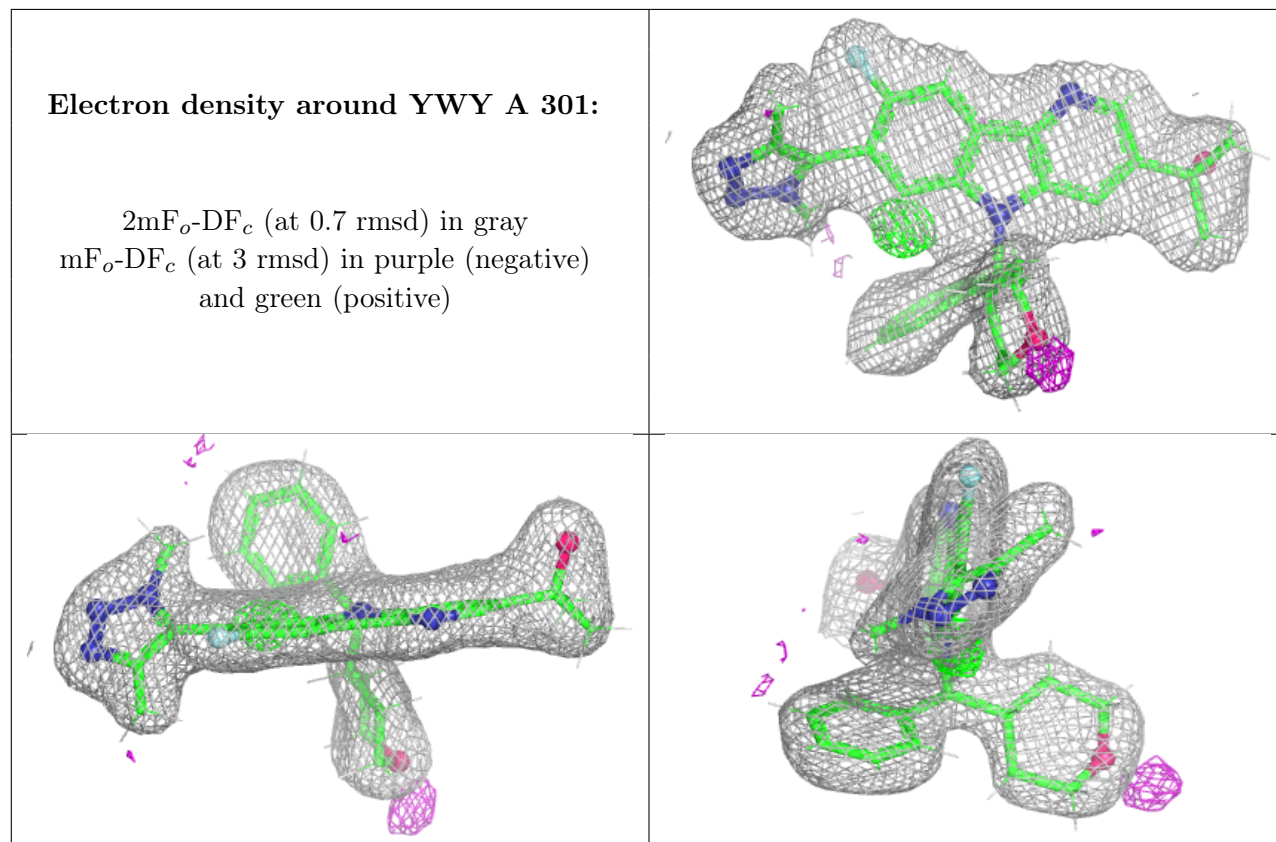 Electron density around YWY A 301:
2mFo-DFc (at 0.7 rmsd) in gray
mFo-DFc (at 3 rmsd) in purple (negative)
and green (positive)